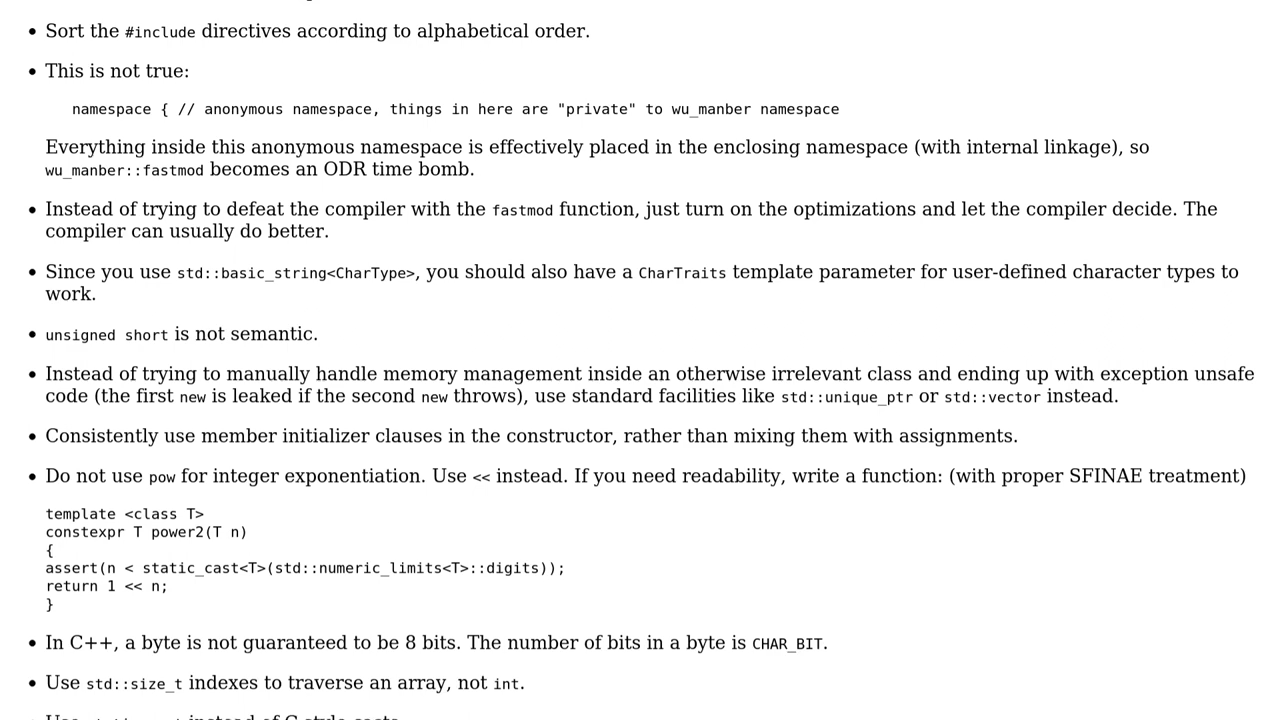 • Sort the #include directives according to alphabetical order.
• This is not true:
namespace { // anonymous namespace, things in here are "private" to wu_manber namespace
Everything inside this anonymous namespace is effectively placed in the enclosing namespace (with internal linkage), so
wu_manber::fastmod becomes an ODR time bomb.
• Instead of trying to defeat the compiler with the fastmod function, just turn on the optimizations and let the compiler decide. The
compiler can usually do better.
• Since you use std::basic_string<CharType>, you should also have a CharTraits template parameter for user-defined character types to
work.
• unsigned short is not semantic.
• Instead of trying to manually handle memory management inside an otherwise irrelevant class and ending up with exception unsafe
code (the first new is leaked if the second new throws), use standard facilities like std::unique_ptr or std::vector instead.
• Consistently use member initializer clauses in the constructor, rather than mixing them with assignments.
• Do not use pow for integer exponentiation. Use << instead. If you need readability, write a function: (with proper SFINAE treatment)
template <class T>
constexpr T power2(T n)
{
assert(n < static_cast<T>(std::numeric_limits<T>::digits));
return 1 << n;
}
• In C++, a byte is not guaranteed to be 8 bits. The number of bits in a byte is CHAR_BIT.
• Use std::size_t indexes to traverse an array, not int.